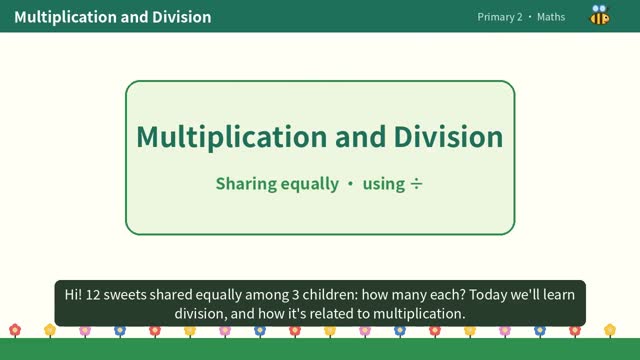 Multiplication and Division
Primary 2 • Maths
Multiplication and Division
Sharing equally • using ÷
Hi! 12 sweets shared equally among 3 children: how many each? Today we'll learn
division, and how it's related to multiplication.